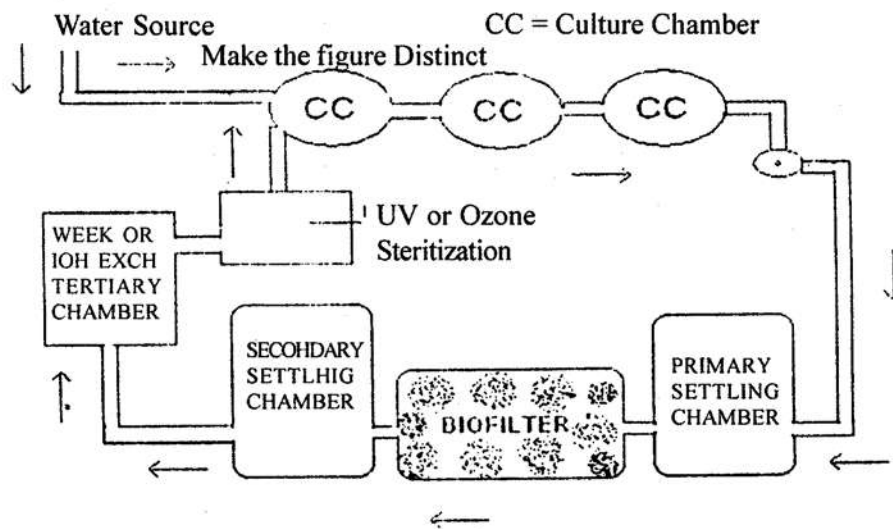 Water Source
CC = Culture Chamber
Make the figure Distinct
CC
CC
CC
UV or Ozone
Steritization
WEEK OR
IOH EXCH
TERTIARY
CHAMBER
SECOHDARY
SETTLHIG
CHAMBER
BIOFILTER
PRIMARY
SETTLING
CHAMBER